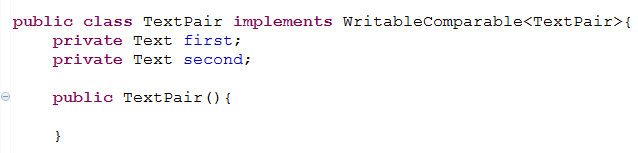 public class TextPair implements WritableComparable<TextPair>{
    private Text first;
    private Text second;
    public TextPair(){
    }